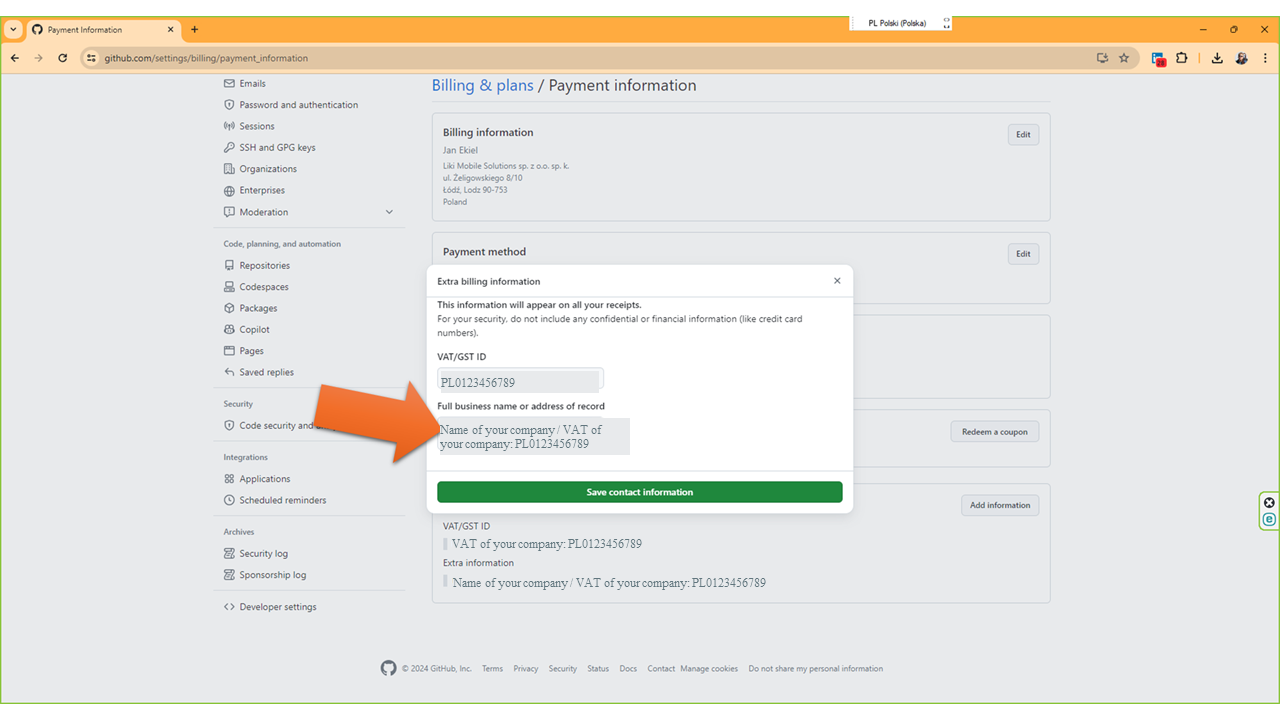 PL Polski (Polska)
Payment Information
github.com/settings/billing/payment_information
28
Emails
Password and authentication
Sessions
SSH and GPG keys
Organizations
Enterprises
Moderation
Code, planning, and automation
Repositories
Codespaces
Packages
Copilot
Pages
Saved replies
Security
Code security and
Integrations
Applications
Scheduled reminders
Archives
Security log
Sponsorship log
Developer settings
Billing & plans / Payment information
Billing information
Edit
Jan Ekiel
Liki Mobile Solutions sp. z o.o. sp. k.
ul. Żeligowskiego 8/10
Łódź, Lodz 90-753
Poland
Payment method
Edit
Extra billing information
This information will appear on all your receipts.
For your security, do not include any confidential or financial information (like credit card
numbers).
VAT/GST ID
PL0123456789
Full business name or address of record
Name of your company / VAT of
your company: PL0123456789
Save contact information
Redeem a coupon
Add information
VAT/GST ID
VAT of your company: PL0123456789
Extra information
Name of your company / VAT of your company: PL0123456789
© 2024 GitHub, Inc. Terms Privacy Security Status Docs Contact Manage cookies Do not share my personal information